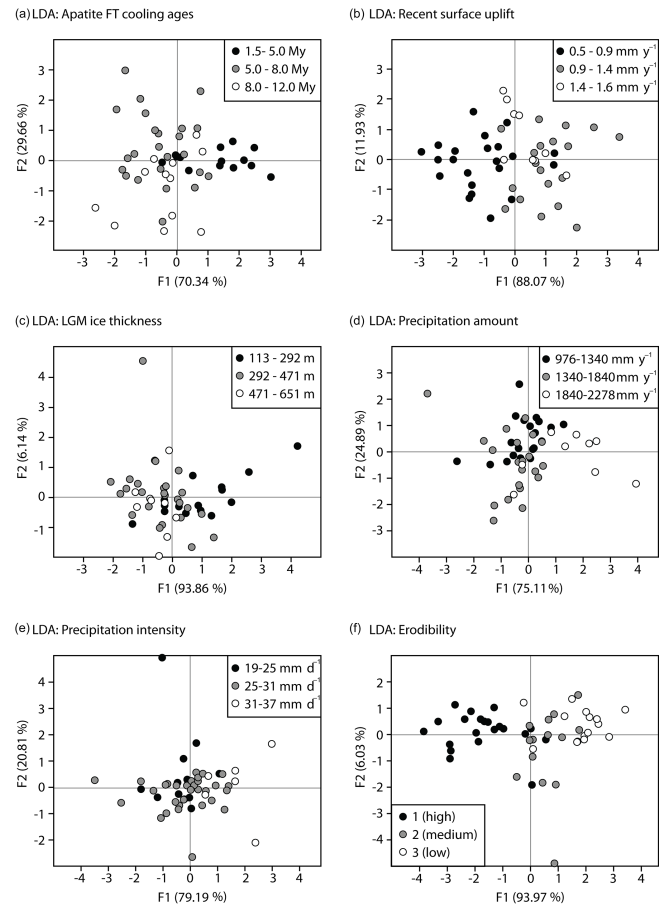 (a) LDA: Apatite FT cooling ages
1.5- 5.0 My
5.0 - 8.0 My
8.0 - 12.0 My
3
2
1
0
-1
-2
F2 (29.66 %)
-3 -2 -1 0 1 2 3 4
F1 (70.34 %)
(b) LDA: Recent surface uplift
0.5 - 0.9 mm y⁻¹
0.9 - 1.4 mm y⁻¹
1.4 - 1.6 mm y⁻¹
3
2
1
0
-1
-2
F2 (11.93 %)
-3 -2 -1 0 1 2 3 4
F1 (88.07 %)
(c) LDA: LGM ice thickness
113 - 292 m
292 - 471 m
471 - 651 m
4
3
2
1
0
-1
F2 (6.14 %)
-3 -2 -1 0 1 2 3 4
F1 (93.86 %)
(d) LDA: Precipitation amount
976-1340 mm y⁻¹
1340-1840mm y⁻¹
1840-2278mm y⁻¹
3
2
1
0
-1
-2
-3
F2 (24.89 %)
-4 -3 -2 -1 0 1 2 3 4
F1 (75.11%)
(e) LDA: Precipitation intensity
19-25 mm d⁻¹
25-31 mm d⁻¹
31-37 mm d⁻¹
4
3
2
1
0
-1
-2
F2 (20.81 %)
-4 -3 -2 -1 0 1 2 3 4
F1 (79.19 %)
(f) LDA: Erodibility
1 (high)
2 (medium)
3 (low)
4
3
2
1
0
-1
-2
-3
-4
F2 (6.03 %)
-4 -3 -2 -1 0 1 2 3 4
F1 (93.97%)